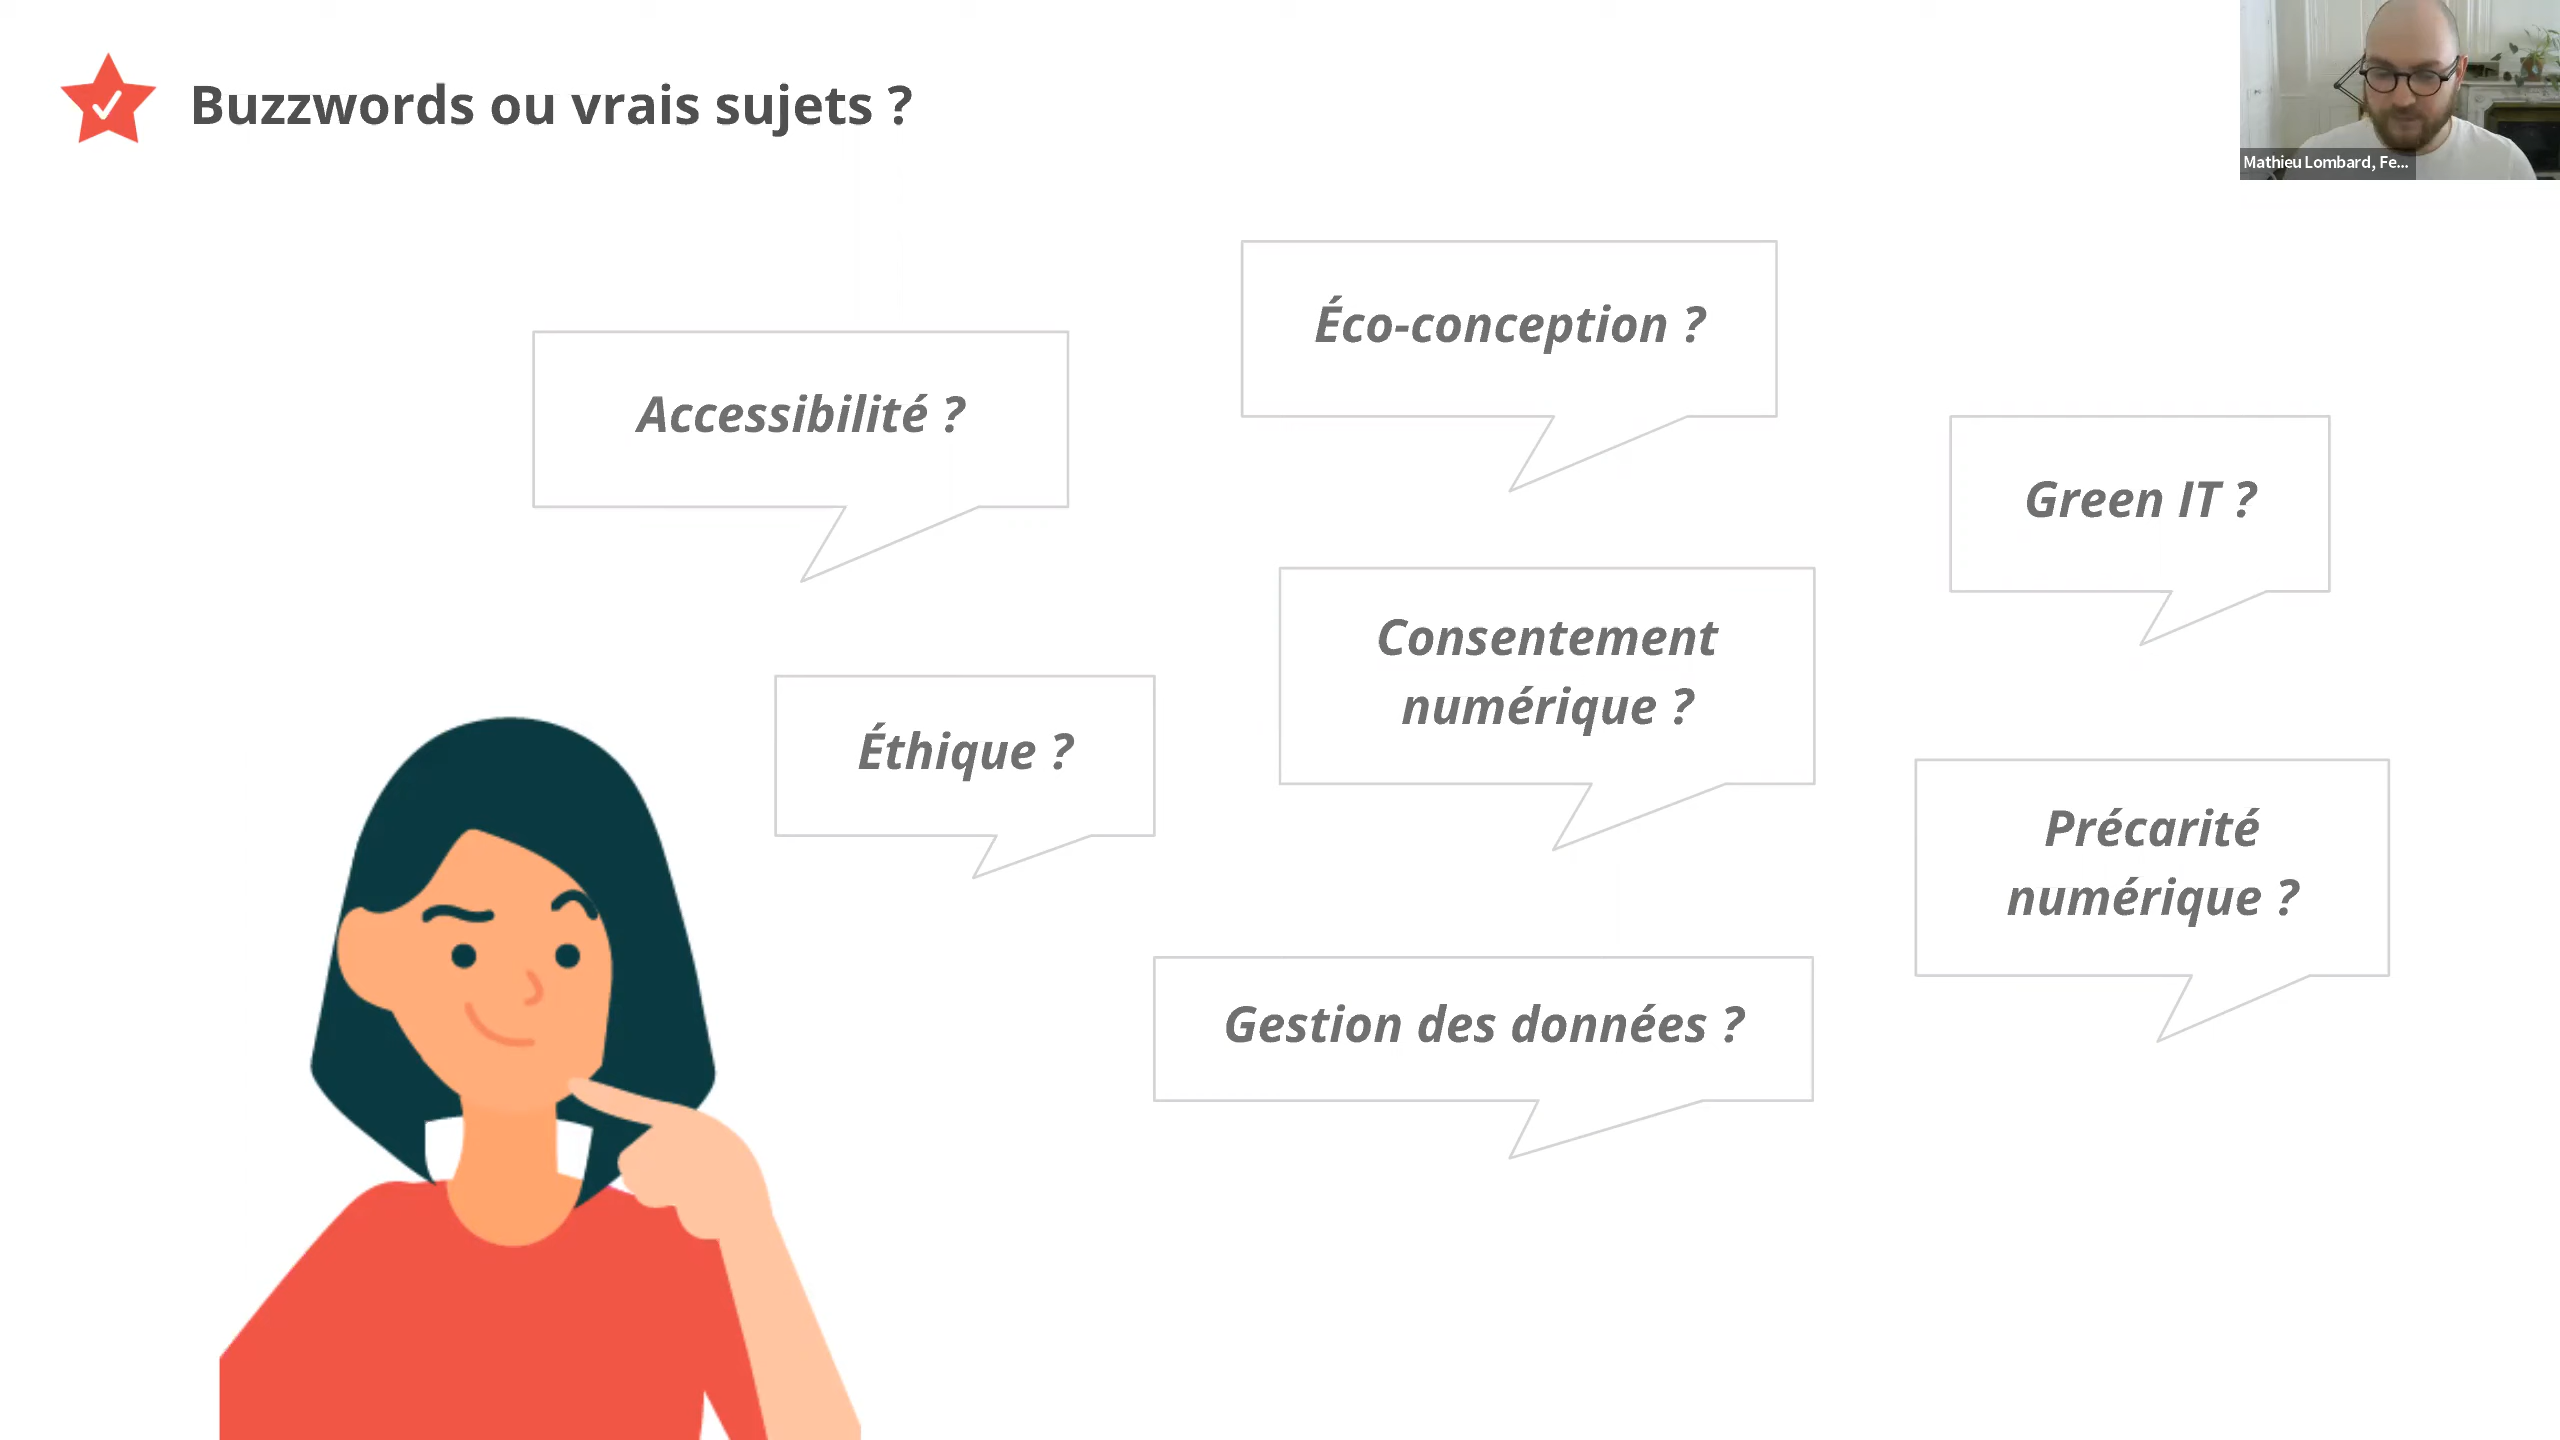 Buzzwords ou vrais sujets ?
Mathieu Lombard, Fe...
Éco-conception ?
Accessibilité ?
Green IT ?
Consentement
numérique ?
Éthique ?
Précarité
numérique ?
Gestion des données ?